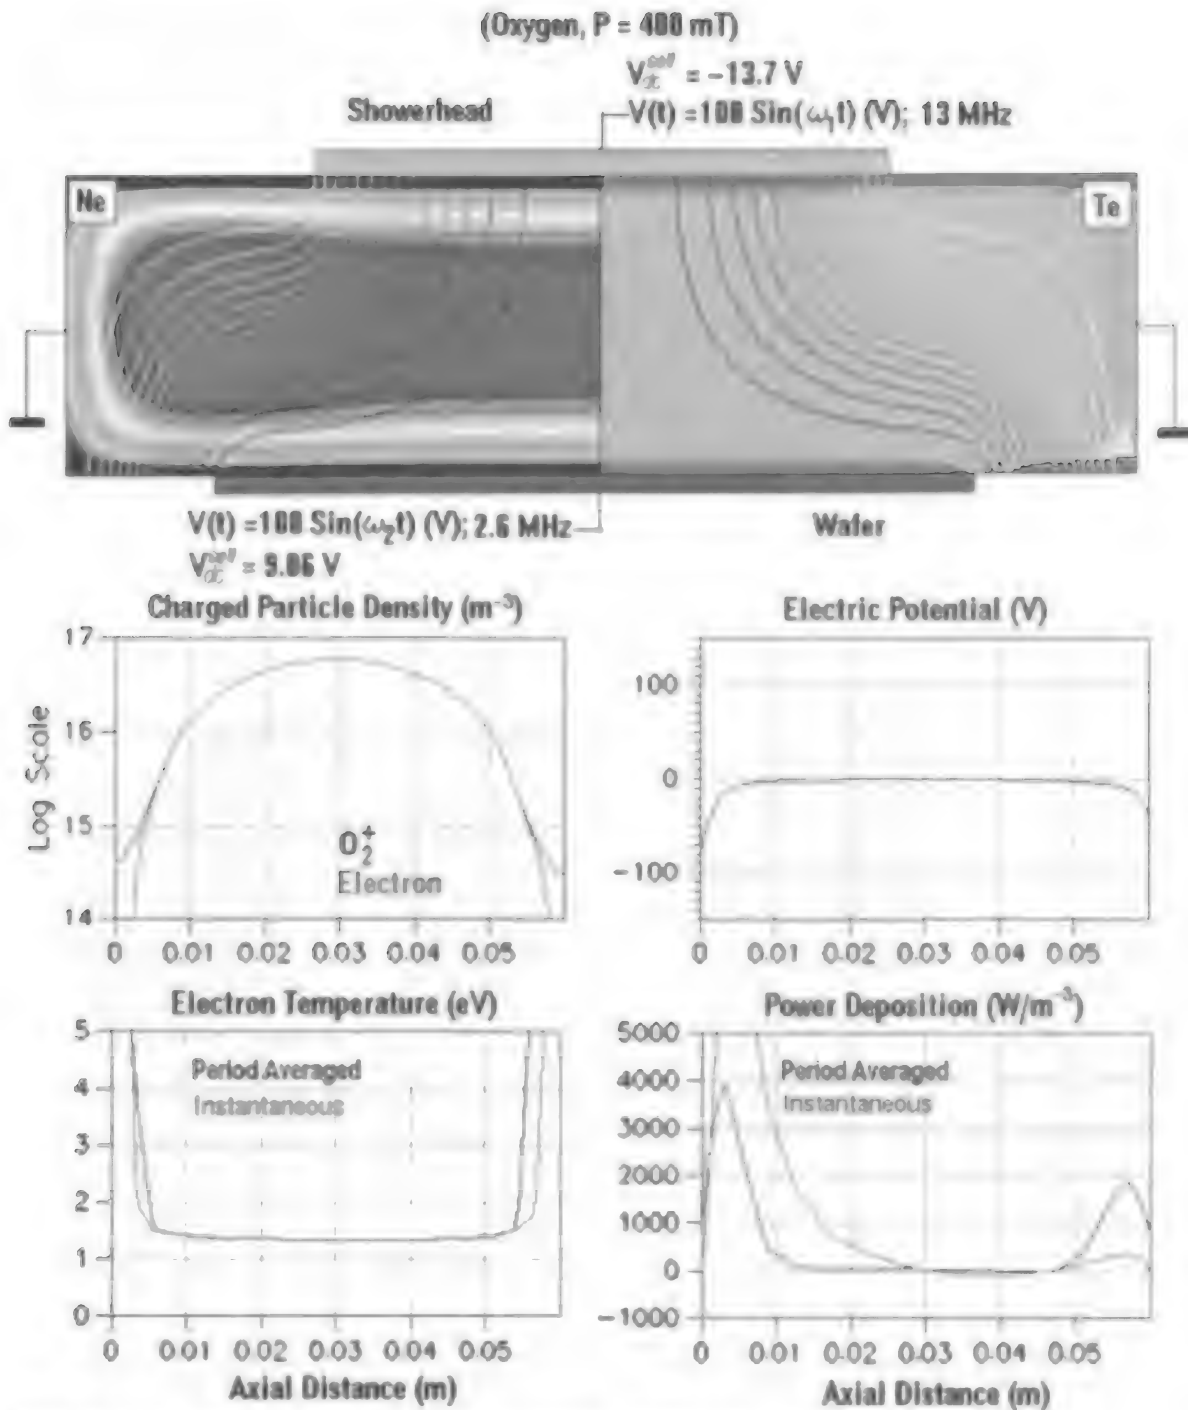 (Oxygen, P = 400 mT)
V_dc^self = -13.7 V
Showerhead
V(t) =100 Sin(ω₁t) (V); 13 MHz
Ne
Te
V(t) =100 Sin(ω₂t) (V); 2.6 MHz
Wafer
V_dc^self = 9.06 V
Charged Particle Density (m⁻³)
Electric Potential (V)
17
16
15
14
Log Scale
O₂⁺
Electron
0 0.01 0.02 0.03 0.04 0.05
100
0
-100
0 0.01 0.02 0.03 0.04 0.05
Electron Temperature (eV)
Power Deposition (W/m⁻³)
5
4
3
2
1
0
Period Averaged
Instantaneous
0 0.01 0.02 0.03 0.04 0.05
Axial Distance (m)
5000
4000
3000
2000
1000
0
-1000
Period Averaged
Instantaneous
0 0.01 0.02 0.03 0.04 0.05
Axial Distance (m)